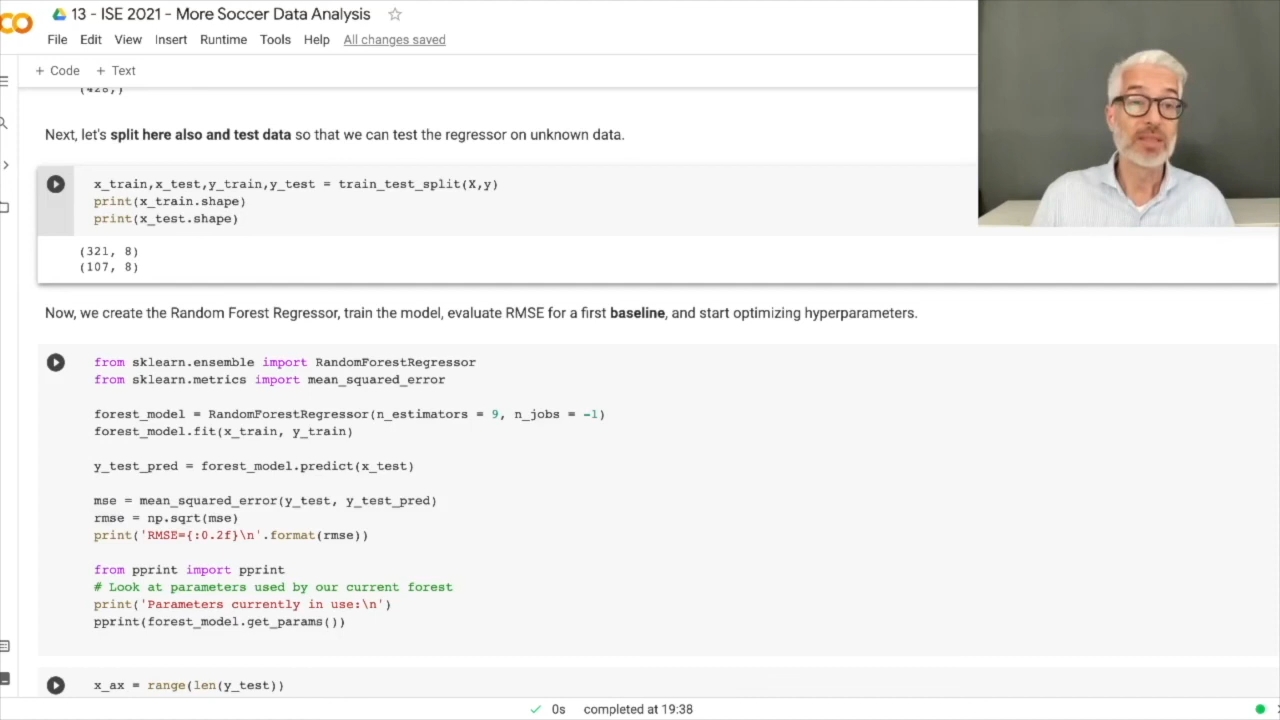 CO
13 - ISE 2021 - More Soccer Data Analysis
File Edit View Insert Runtime Tools Help All changes saved
+ Code + Text
(428,)
Next, let's split here also and test data so that we can test the regressor on unknown data.
x_train,x_test,y_train,y_test = train_test_split(X,y)
print(x_train.shape)
print(x_test.shape)
(321, 8)
(107, 8)
Now, we create the Random Forest Regressor, train the model, evaluate RMSE for a first baseline, and start optimizing hyperparameters.
from sklearn.ensemble import RandomForestRegressor
from sklearn.metrics import mean_squared_error
forest_model = RandomForestRegressor(n_estimators = 9, n_jobs = -1)
forest_model.fit(x_train, y_train)
y_test_pred = forest_model.predict(x_test)
mse = mean_squared_error(y_test, y_test_pred)
rmse = np.sqrt(mse)
print('RMSE={:0.2f}\n'.format(rmse))
from pprint import pprint
# Look at parameters used by our current forest
print('Parameters currently in use:\n')
pprint(forest_model.get_params())
x_ax = range(len(y_test))
0s completed at 19:38